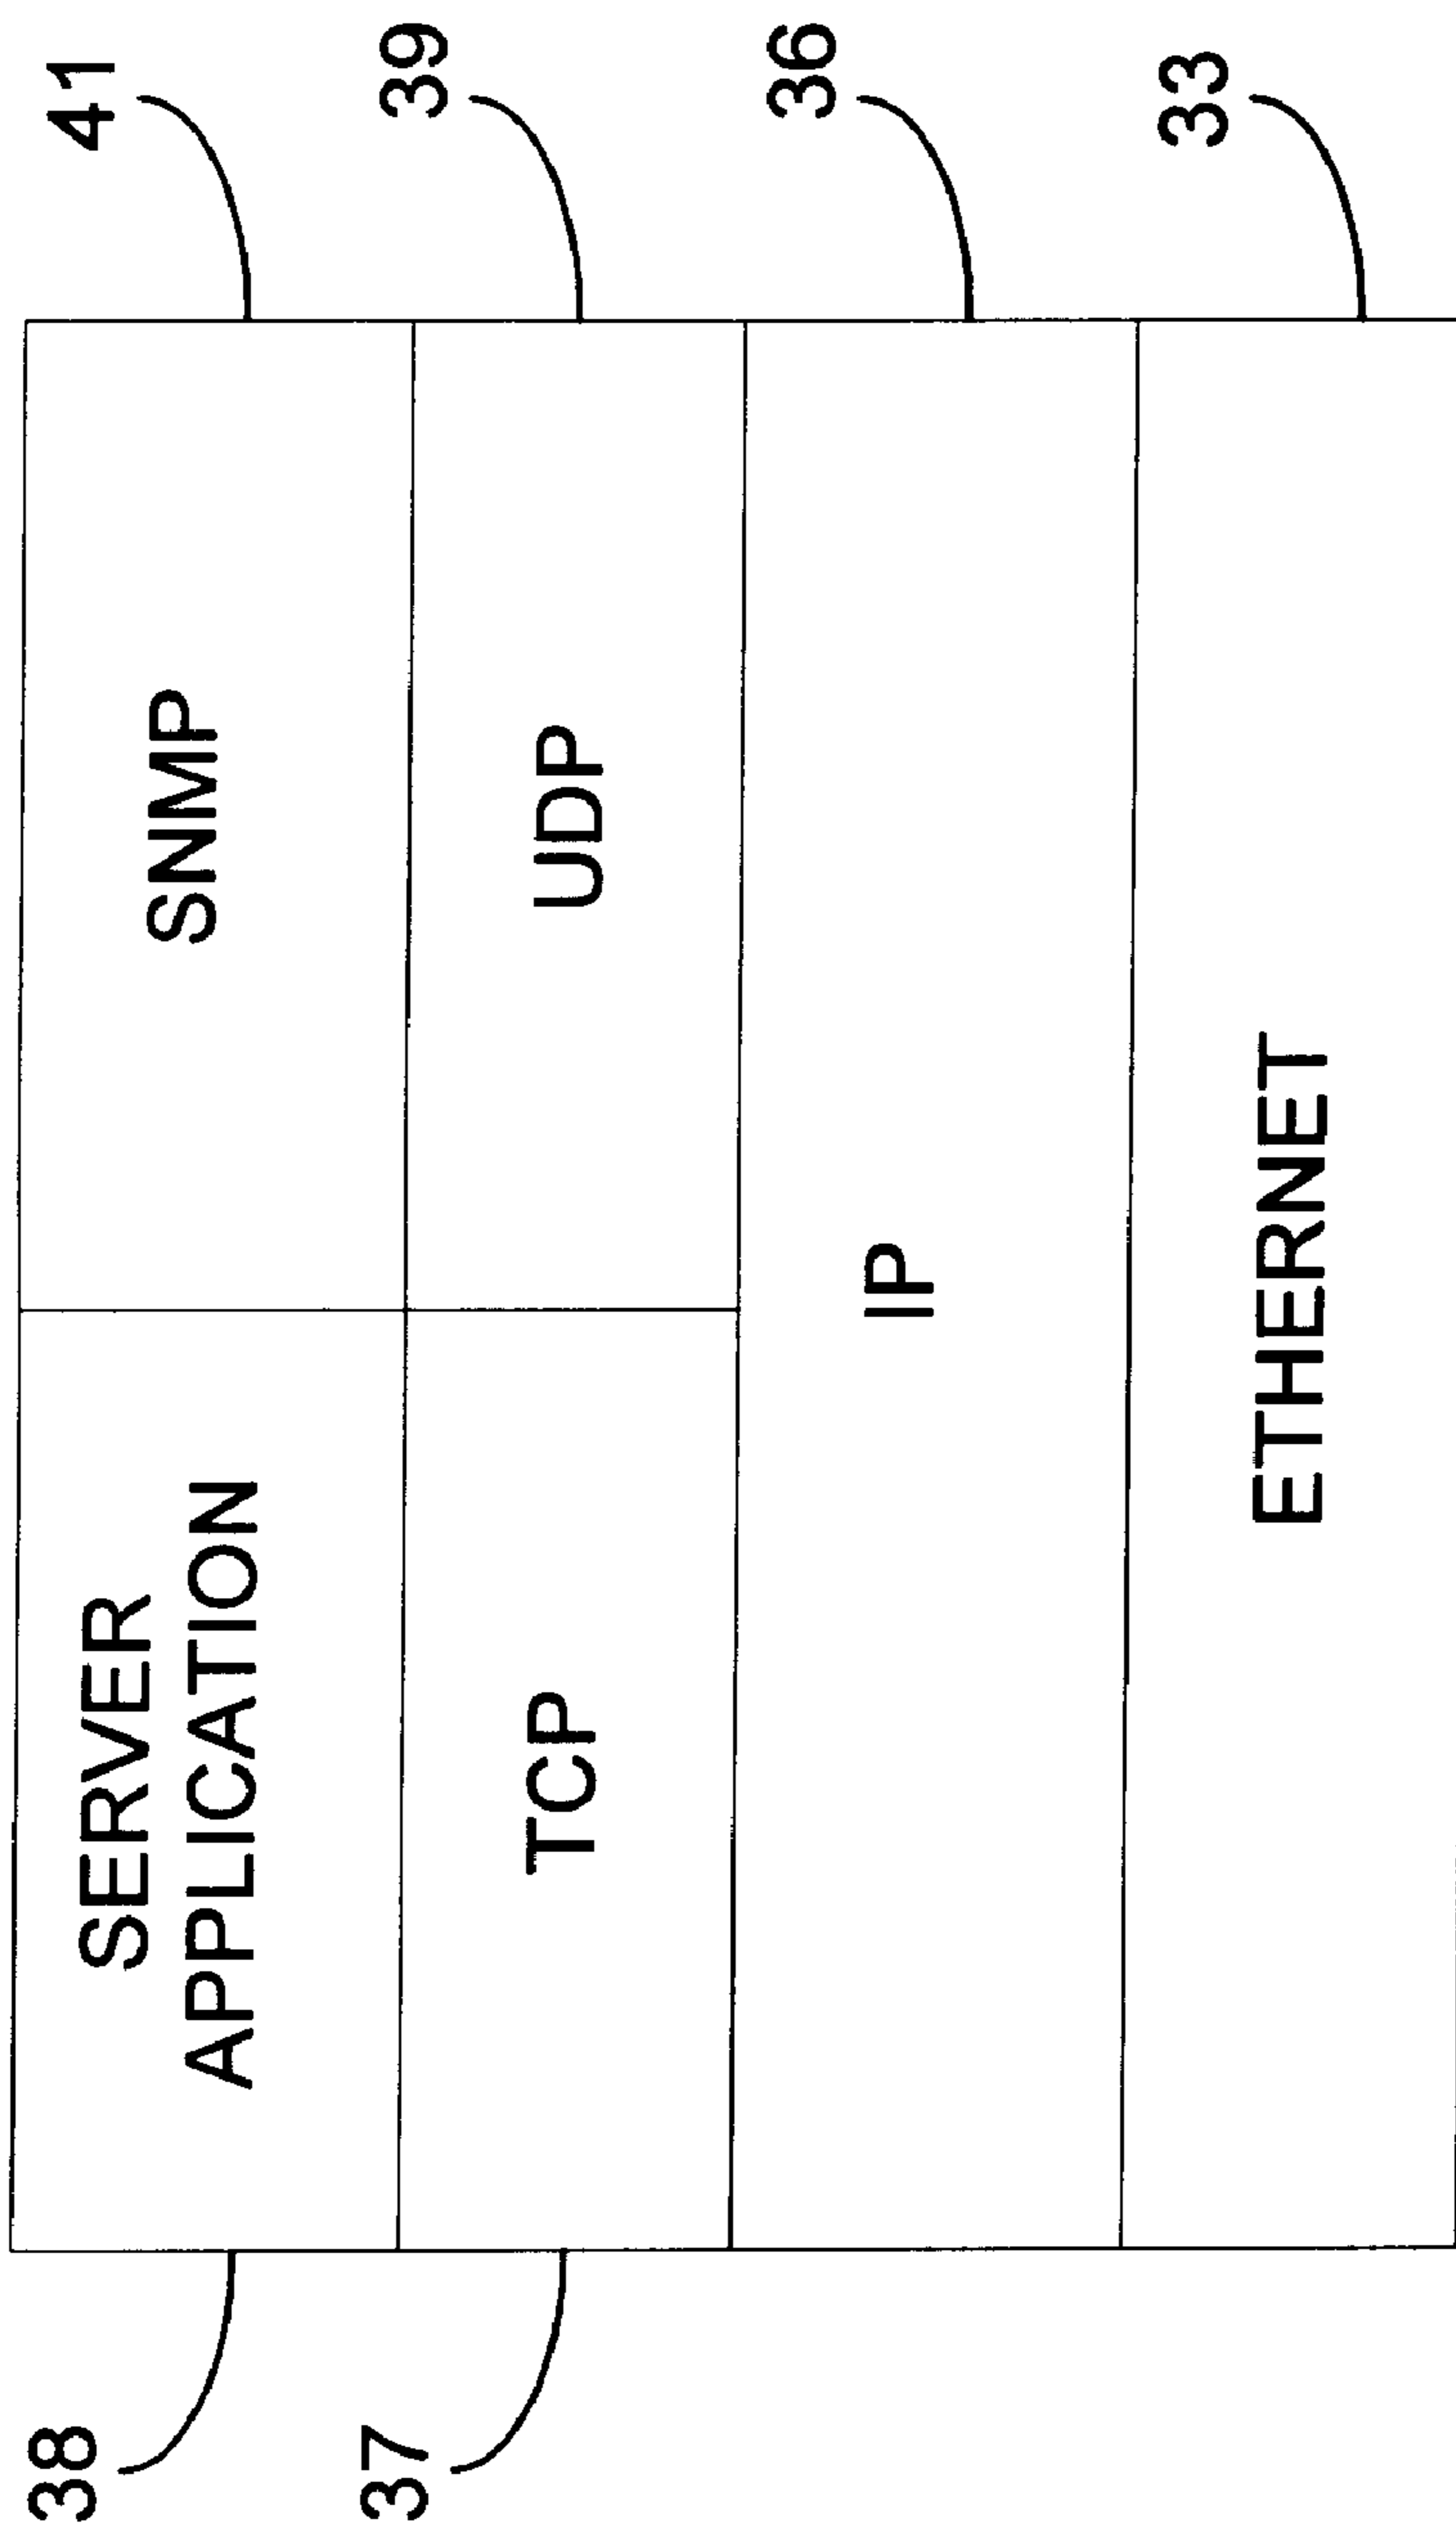 38
SERVER
APPLICATION
SNMP
41
37
TCP
UDP
39
IP
36
ETHERNET
33